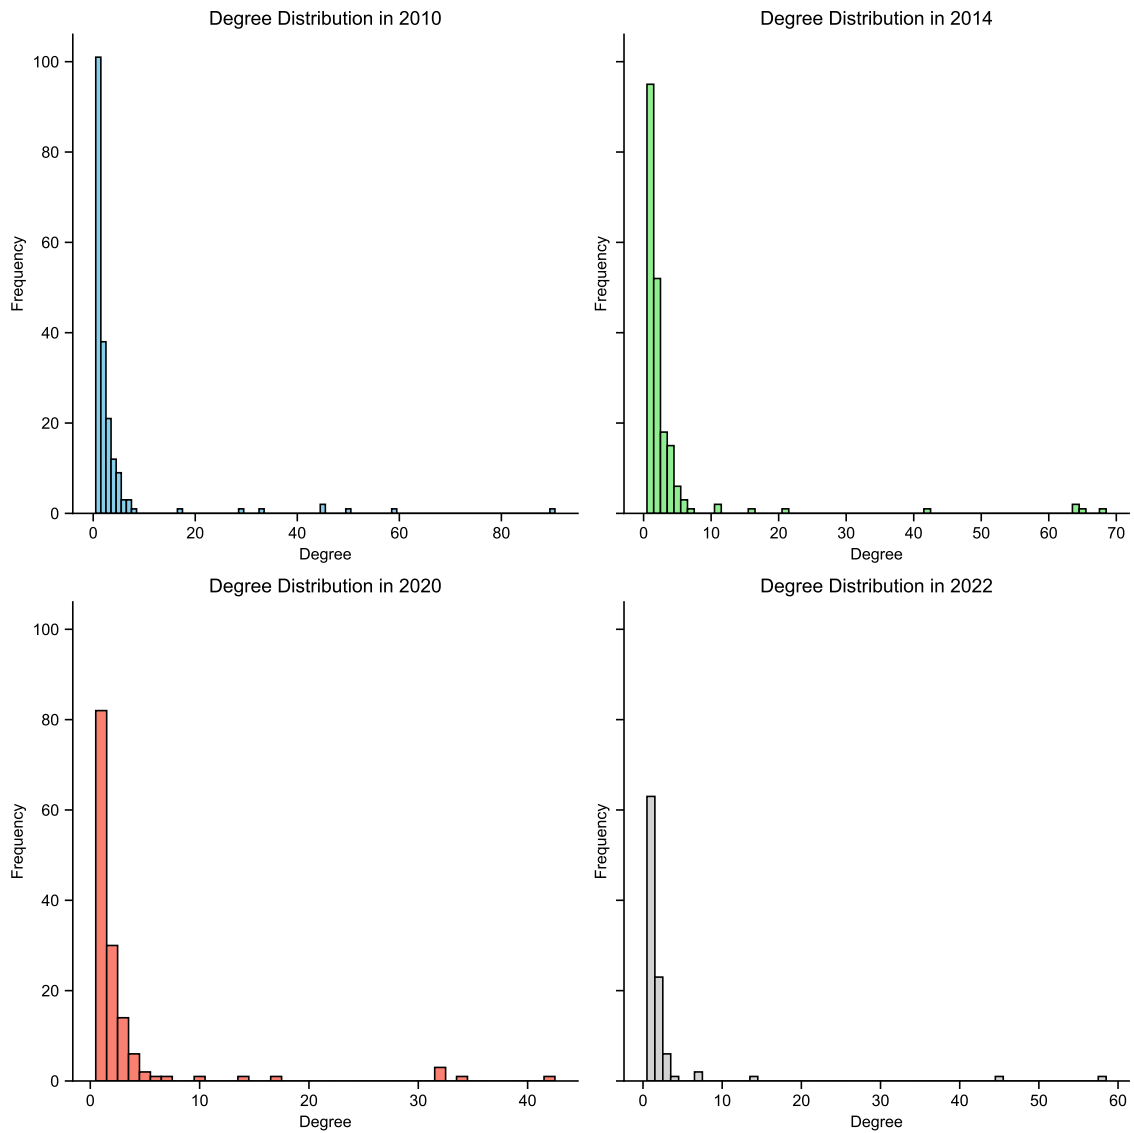 Degree Distribution in 2010
100
80
60
40
20
0
Frequency
0 20 40 60 80
Degree
Degree Distribution in 2014
Frequency
0 10 20 30 40 50 60 70
Degree
Degree Distribution in 2020
100
80
60
40
20
0
Frequency
0 10 20 30 40
Degree
Degree Distribution in 2022
Frequency
0 10 20 30 40 50 60
Degree